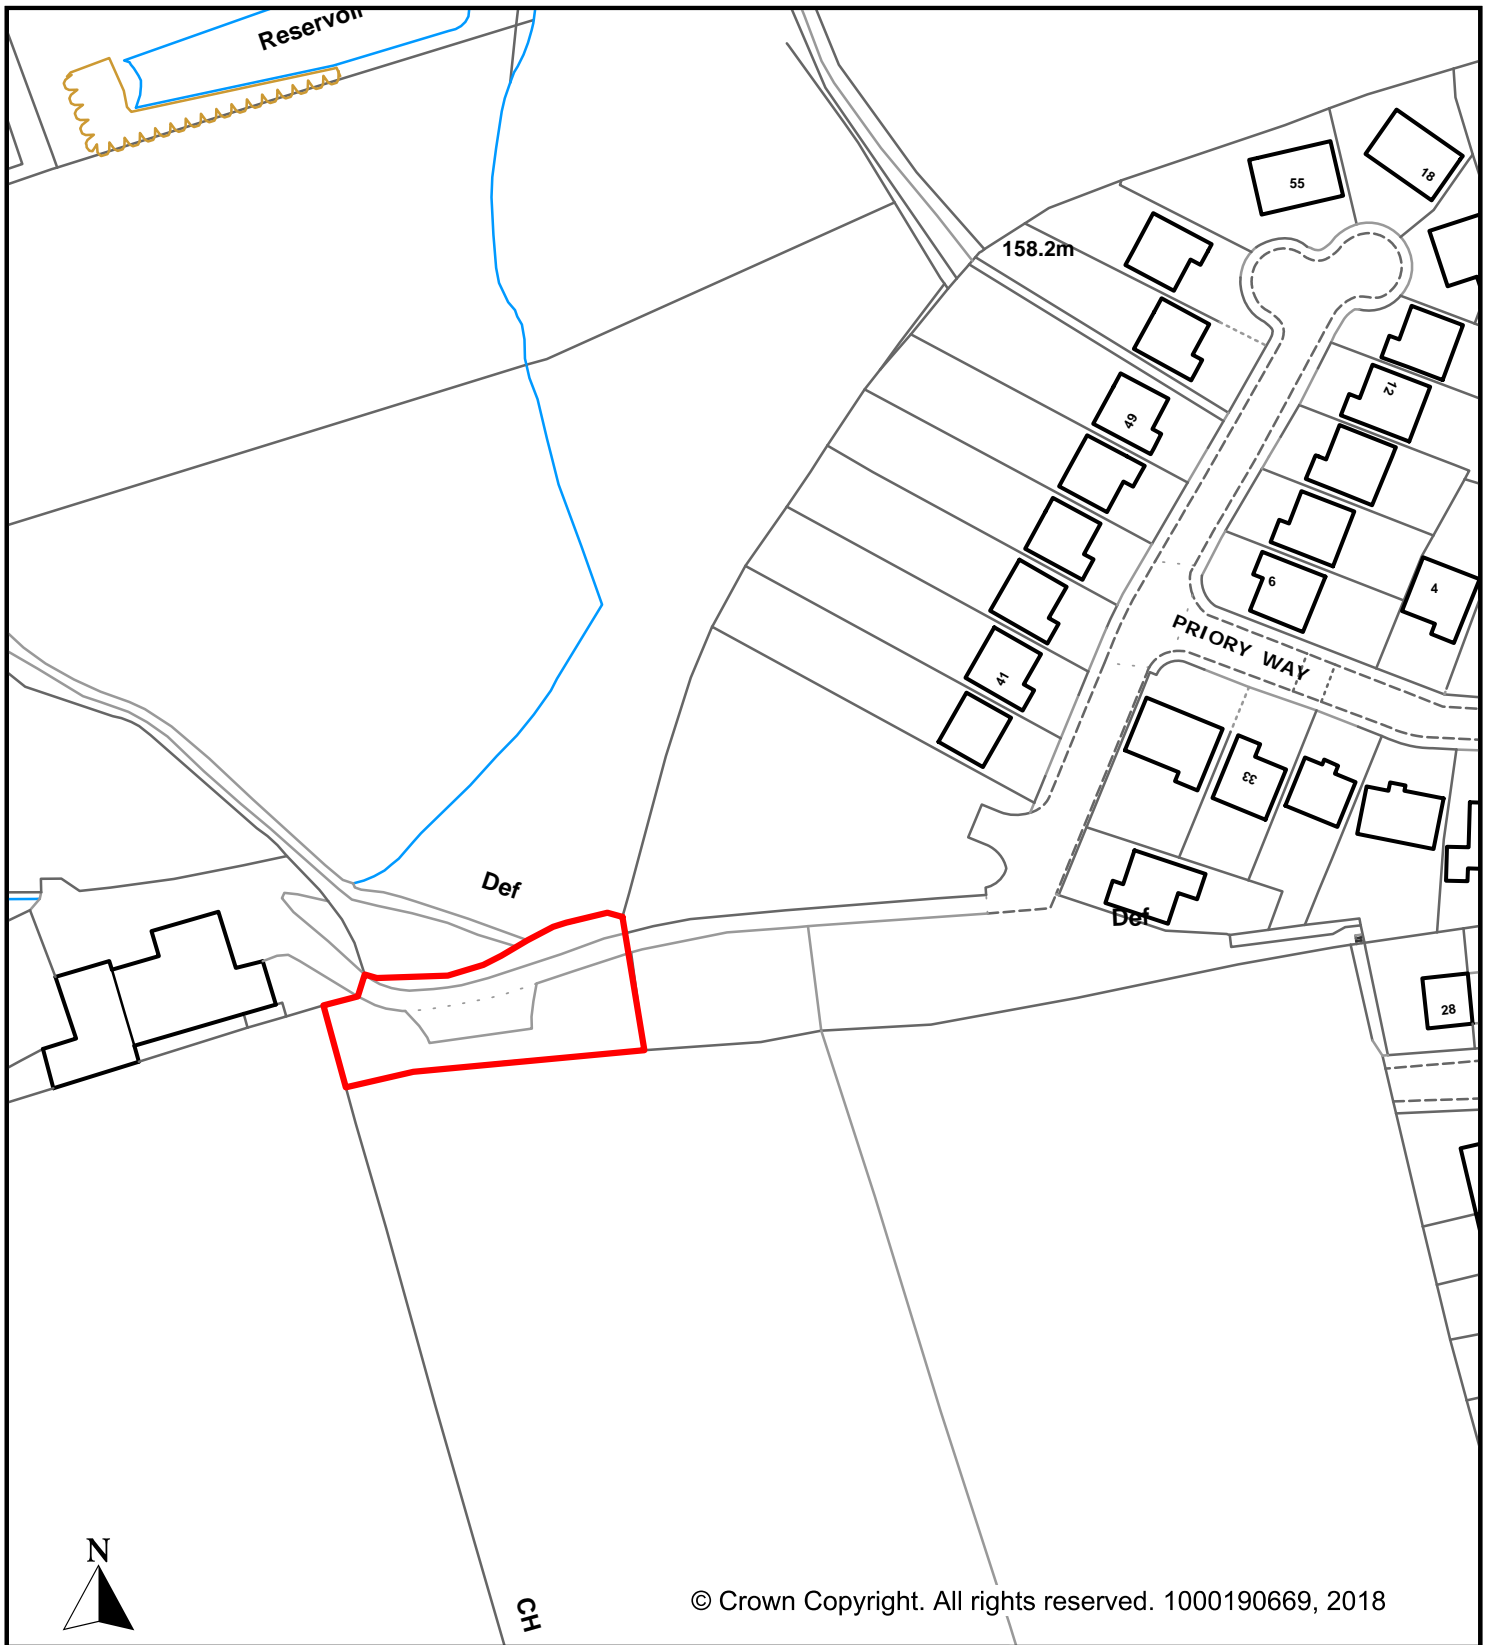 Reservoir
18
55
158.2m
12
49
6
4
PRIORY WAY
41
33
Def
Def
28
N
CH
© Crown Copyright. All rights reserved. 1000190669, 2018